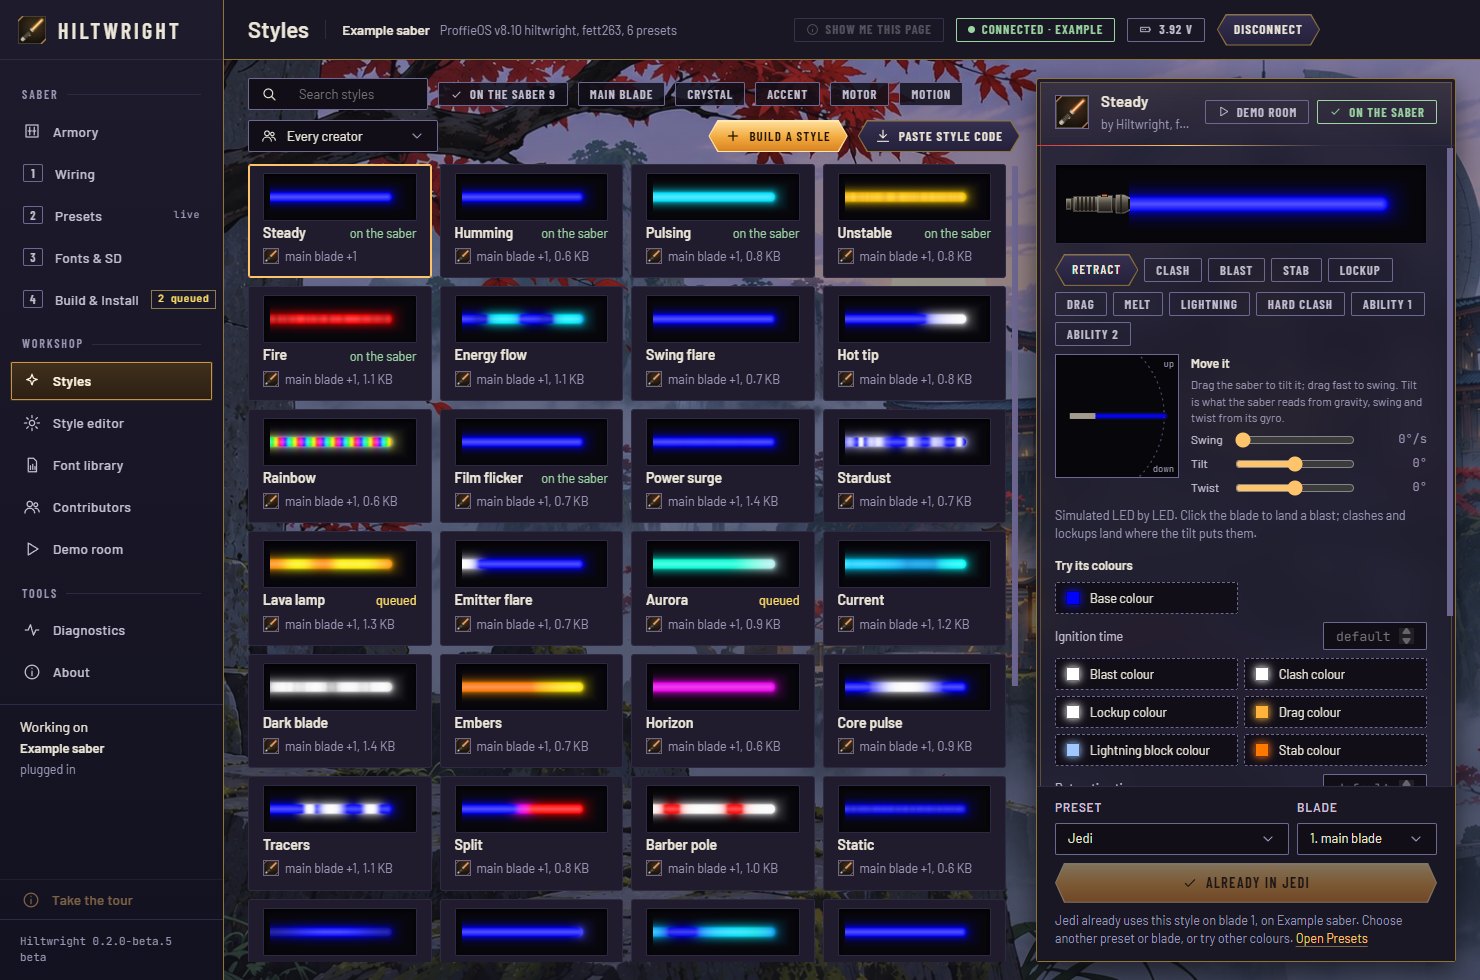 HILTWRIGHT
SABER
Armory
1 Wiring
2 Presets live
3 Fonts & SD
4 Build & Install 2 queued
WORKSHOP
Styles
Style editor
Font library
Contributors
Demo room
TOOLS
Diagnostics
About
Working on
Example saber
plugged in
Take the tour
Hiltwright 0.2.0-beta.5
beta
Styles Example saber ProffieOS v8.10 hiltwright, fett263, 6 presets
SHOW ME THIS PAGE CONNECTED · EXAMPLE 3.92 V DISCONNECT
Search styles ON THE SABER 9 MAIN BLADE CRYSTAL ACCENT MOTOR MOTION
Every creator BUILD A STYLE PASTE STYLE CODE
Steady on the saber
main blade +1
Humming on the saber
main blade +1, 0.6 KB
Pulsing on the saber
main blade +1, 0.8 KB
Unstable on the saber
main blade +1, 0.8 KB
Fire on the saber
main blade +1, 1.1 KB
Energy flow
main blade +1, 1.1 KB
Swing flare
main blade +1, 0.7 KB
Hot tip
main blade +1, 0.8 KB
Rainbow
main blade +1, 0.6 KB
Film flicker on the saber
main blade +1, 0.7 KB
Power surge
main blade +1, 1.4 KB
Stardust
main blade +1, 0.7 KB
Lava lamp queued
main blade +1, 1.3 KB
Emitter flare
main blade +1, 0.7 KB
Aurora queued
main blade +1, 0.9 KB
Current
main blade +1, 1.2 KB
Dark blade
main blade +1, 1.4 KB
Embers
main blade +1, 0.7 KB
Horizon
main blade +1, 0.6 KB
Core pulse
main blade +1, 0.9 KB
Tracers
main blade +1, 1.1 KB
Split
main blade +1, 0.8 KB
Barber pole
main blade +1, 1.0 KB
Static
main blade +1, 0.6 KB
Steady
by Hiltwright, f...
DEMO ROOM ON THE SABER
RETRACT CLASH BLAST STAB LOCKUP
DRAG MELT LIGHTNING HARD CLASH ABILITY 1
ABILITY 2
up
down
Move it
Drag the saber to tilt it; drag fast to swing. Tilt
is what the saber reads from gravity, swing and
twist from its gyro.
Swing 0°/s
Tilt 0°
Twist 0°
Simulated LED by LED. Click the blade to land a blast; clashes and
lockups land where the tilt puts them.
Try its colours
Base colour
Ignition time default
Blast colour Clash colour
Lockup colour Drag colour
Lightning block colour Stab colour
PRESET BLADE
Jedi 1. main blade
ALREADY IN JEDI
Jedi already uses this style on blade 1, on Example saber. Choose
another preset or blade, or try other colours. Open Presets